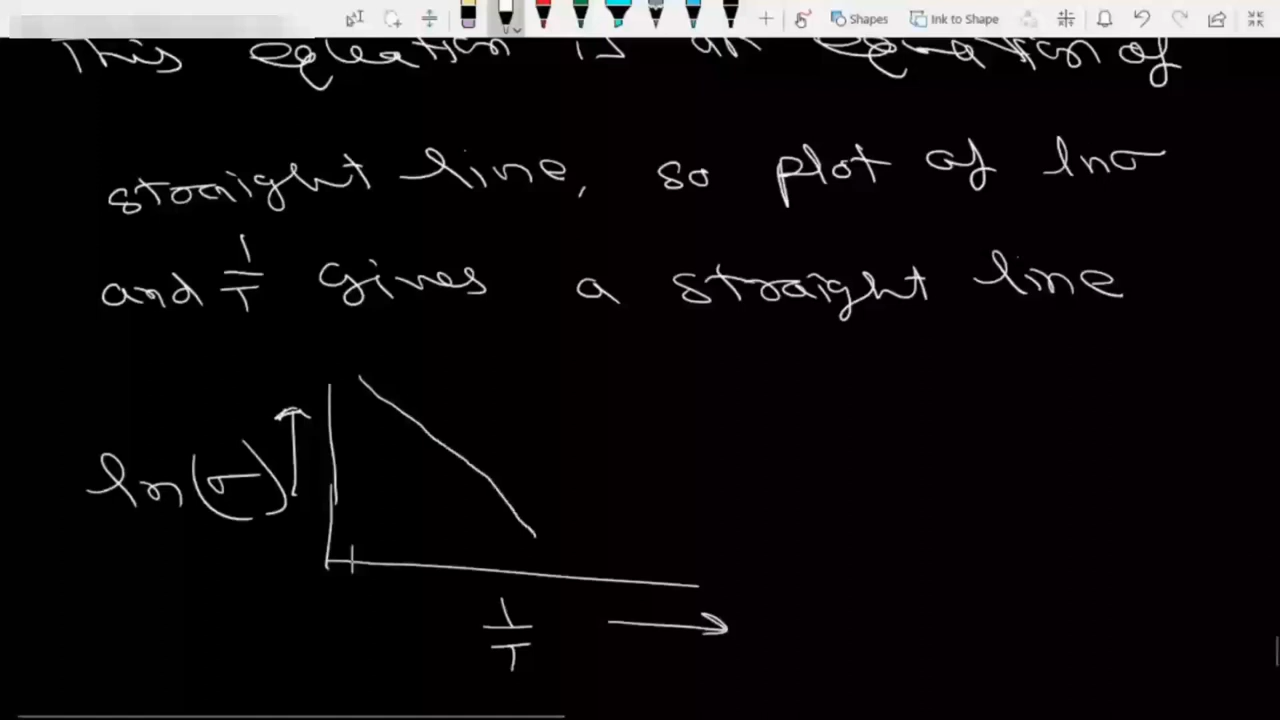 Shapes
Ink to Shape
This equation is an equation of
straight line, so plot of lnσ
and 1/T gives a straight line
ln(σ)
1/T